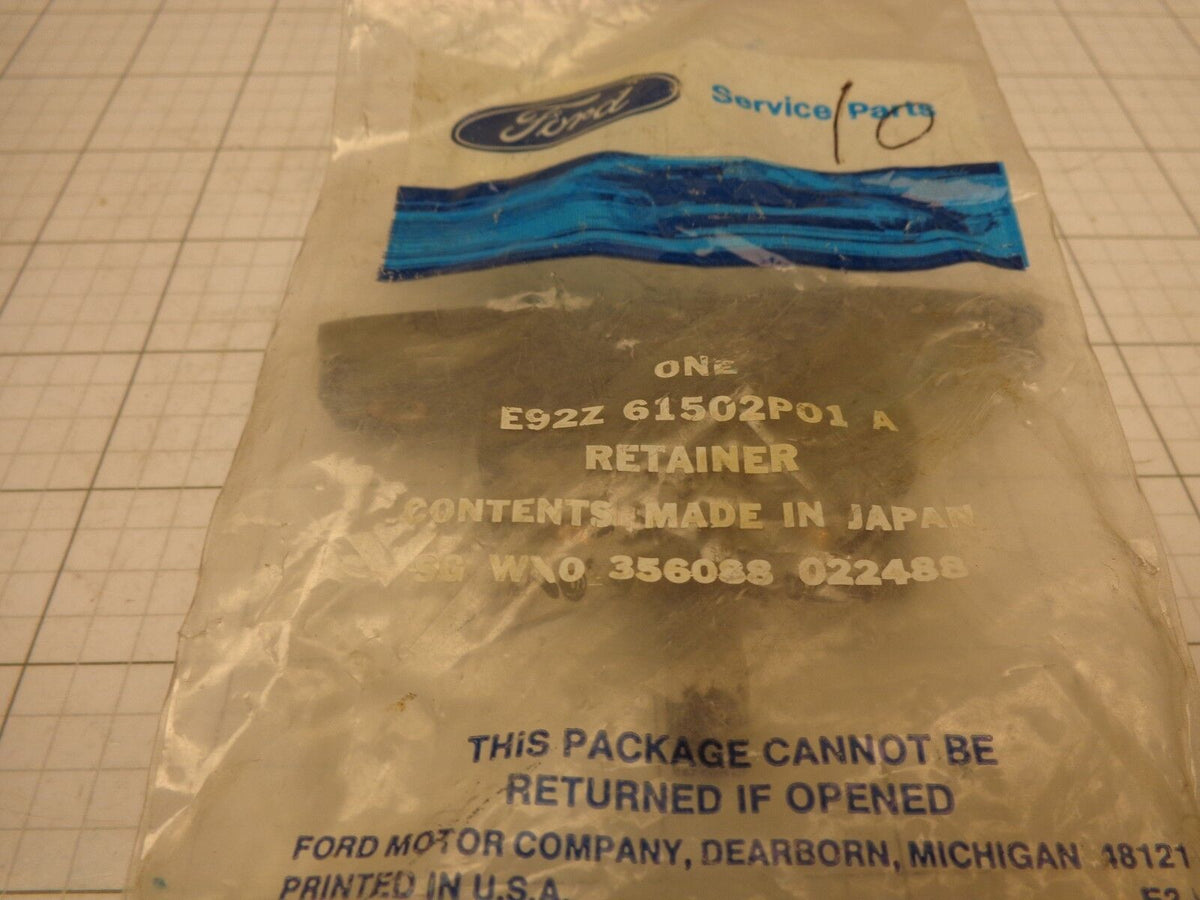 Ford Service Parts
10
ONE
E92Z 61502P01 A
RETAINER
CONTENTS MADE IN JAPAN
SG W\O 356088 022488
THIS PACKAGE CANNOT BE
RETURNED IF OPENED
FORD MOTOR COMPANY, DEARBORN, MICHIGAN 48121
PRINTED IN U.S.A.